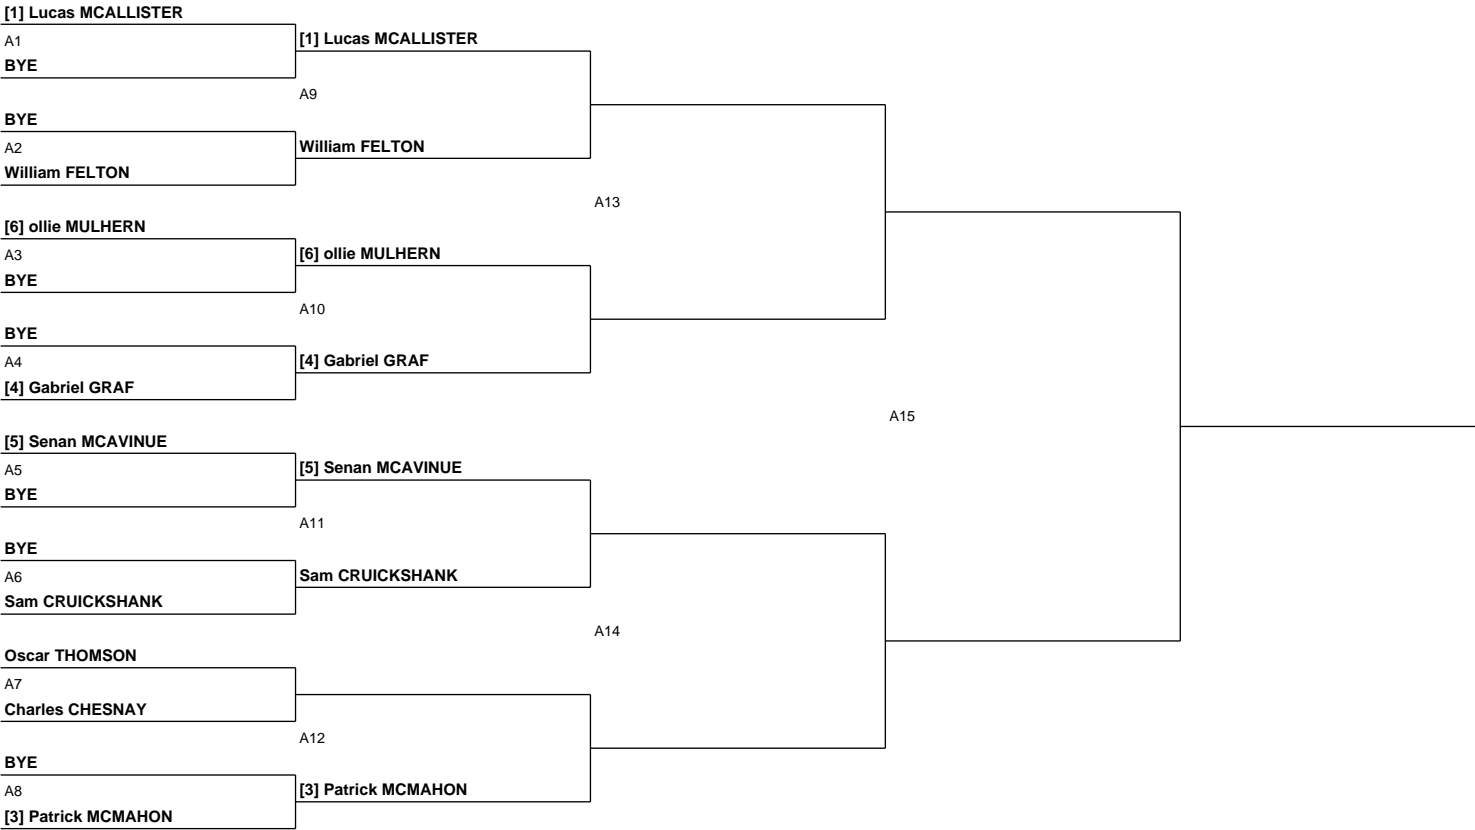 [1] Lucas MCALLISTER
A1
[1] Lucas MCALLISTER
BYE
A9
BYE
A2
William FELTON
William FELTON
A13
[6] ollie MULHERN
A3
[6] ollie MULHERN
BYE
A10
BYE
A4
[4] Gabriel GRAF
[4] Gabriel GRAF
A15
[5] Senan MCAVINUE
A5
[5] Senan MCAVINUE
BYE
A11
BYE
A6
Sam CRUICKSHANK
Sam CRUICKSHANK
A14
Oscar THOMSON
A7
Charles CHESNAY
A12
BYE
A8
[3] Patrick MCMAHON
[3] Patrick MCMAHON